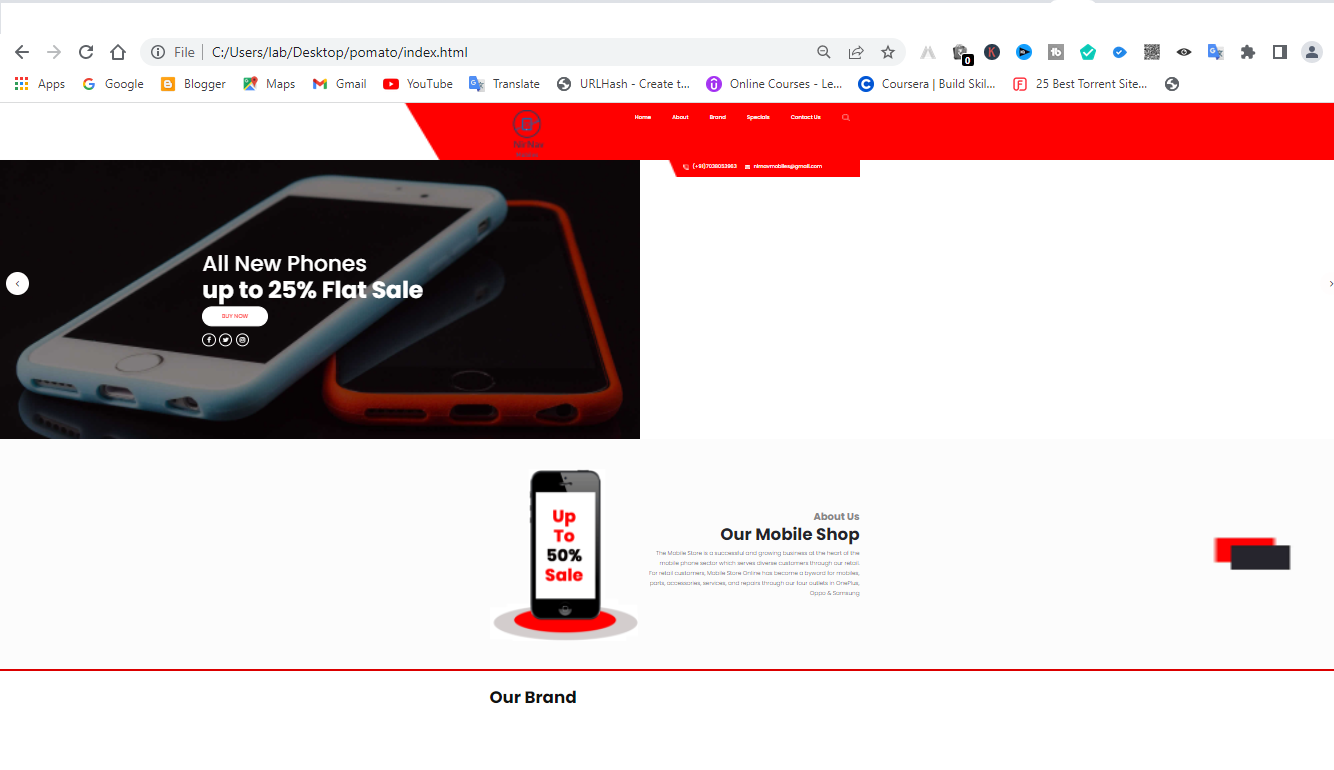 File C:/Users/lab/Desktop/pomato/index.html
0
Apps Google Blogger Maps Gmail YouTube Translate URLHash - Create t... Online Courses - Le... Coursera | Build Skil... 25 Best Torrent Site...
Home About Brand Specials Contact Us
(+91)7038053963 nirnavmobiles@gmail.com
All New Phones
up to 25% Flat Sale
BUY NOW
Up
To
50%
Sale
About Us
Our Mobile Shop
The Mobile Store is a successful and growing business at the heart of the
mobile phone sector which serves diverse customers through our retail.
For retail customers, Mobile Store Online has become a byword for mobiles,
parts, accessories, services, and repairs through our four outlets in OnePlus,
Oppo & Samsung
Our Brand